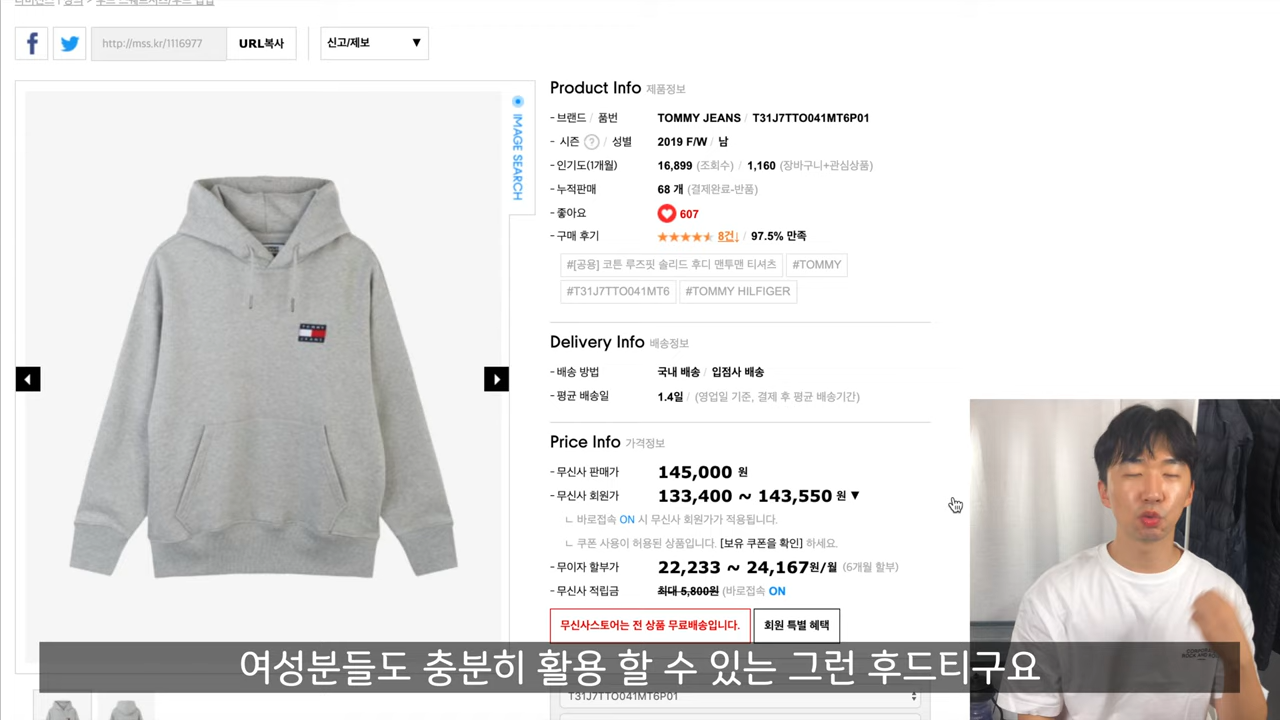 http://mss.kr/1116977
URL복사
신고/제보
▼
IMAGE SEARCH
TOMMY
JEANS
Product Info 제품정보
- 브랜드 / 품번 TOMMY JEANS / T31J7TTO041MT6P01
- 시즌 ? / 성별 2019 F/W / 남
- 인기도(1개월) 16,899 (조회수) / 1,160 (장바구니+관심상품)
- 누적판매 68 개 (결제완료-반품)
- 좋아요 607
- 구매 후기 ★★★★★ 8건↓ / 97.5% 만족
#[공용] 코튼 루즈핏 솔리드 후디 맨투맨 티셔츠 #TOMMY
#T31J7TTO041MT6 #TOMMY HILFIGER
Delivery Info 배송정보
- 배송 방법 국내 배송 / 입점사 배송
- 평균 배송일 1.4일 / (영업일 기준, 결제 후 평균 배송기간)
Price Info 가격정보
- 무신사 판매가 145,000 원
- 무신사 회원가 133,400 ~ 143,550 원 ▼
ㄴ 바로접속 ON 시 무신사 회원가가 적용됩니다.
ㄴ 쿠폰 사용이 허용된 상품입니다. [보유 쿠폰을 확인] 하세요.
- 무이자 할부가 22,233 ~ 24,167원/월 (6개월 할부)
- 무신사 적립금 최대 5,800원 (바로접속 ON
무신사스토어는 전 상품 무료배송입니다. 회원 특별 혜택
여성분들도 충분히 활용 할 수 있는 그런 후드티구요
T31J7TTO041MT6P01